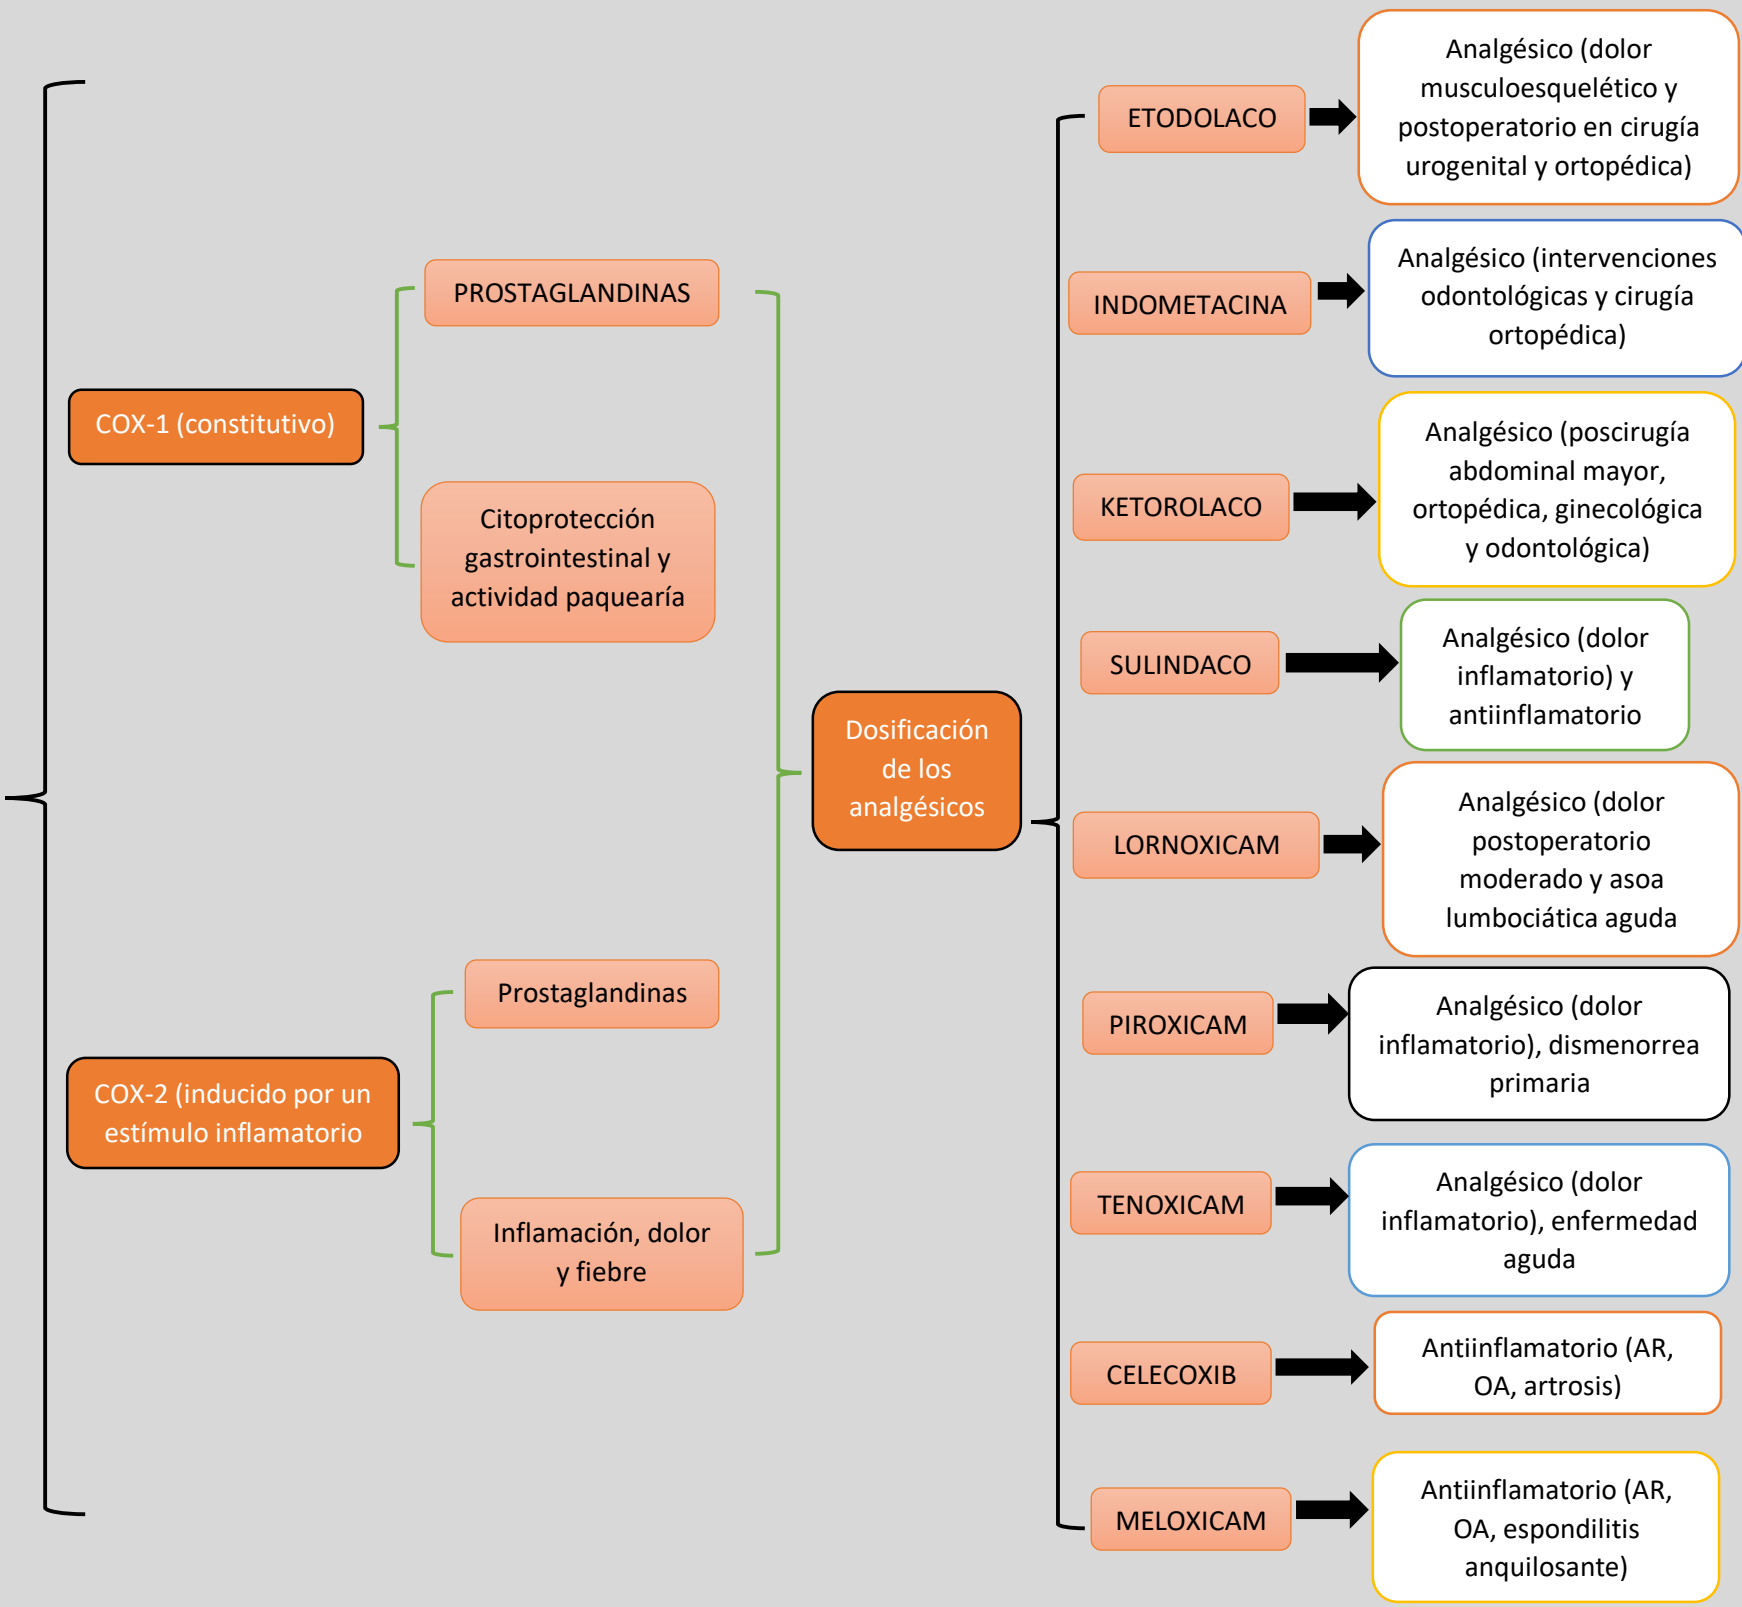 COX-1 (constitutivo)
PROSTAGLANDINAS
Citoprotección
gastrointestinal y
actividad paquearía
COX-2 (inducido por un
estímulo inflamatorio
Prostaglandinas
Inflamación, dolor
y fiebre
Dosificación
de los
analgésicos
ETODOLACO
Analgésico (dolor
musculoesquelético y
postoperatorio en cirugía
urogenital y ortopédica)
INDOMETACINA
Analgésico (intervenciones
odontológicas y cirugía
ortopédica)
KETOROLACO
Analgésico (poscirugía
abdominal mayor,
ortopédica, ginecológica
y odontológica)
SULINDACO
Analgésico (dolor
inflamatorio) y
antiinflamatorio
LORNOXICAM
Analgésico (dolor
postoperatorio
moderado y asoa
lumbociática aguda
PIROXICAM
Analgésico (dolor
inflamatorio), dismenorrea
primaria
TENOXICAM
Analgésico (dolor
inflamatorio), enfermedad
aguda
CELECOXIB
Antiinflamatorio (AR,
OA, artrosis)
MELOXICAM
Antiinflamatorio (AR,
OA, espondilitis
anquilosante)